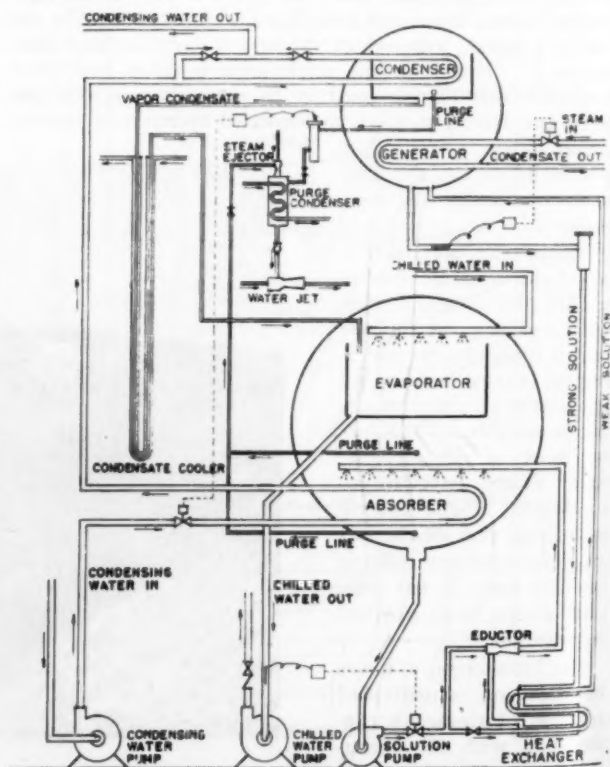 CONDENSING WATER OUT
CONDENSER
VAPOR CONDENSATE
PURGE
LINE
STEAM
IN
STEAM
EJECTOR
GENERATOR
CONDENSATE OUT
PURGE
CONDENSER
CHILLED WATER IN
WATER JET
STRONG SOLUTION
WEAK SOLUTION
EVAPORATOR
PURGE LINE
CONDENSATE COOLER
ABSORBER
PURGE LINE
CONDENSING
WATER IN
CHILLED
WATER OUT
EDUCTOR
CONDENSING
WATER
PUMP
CHILLED
WATER
PUMP
SOLUTION
PUMP
HEAT
EXCHANGER